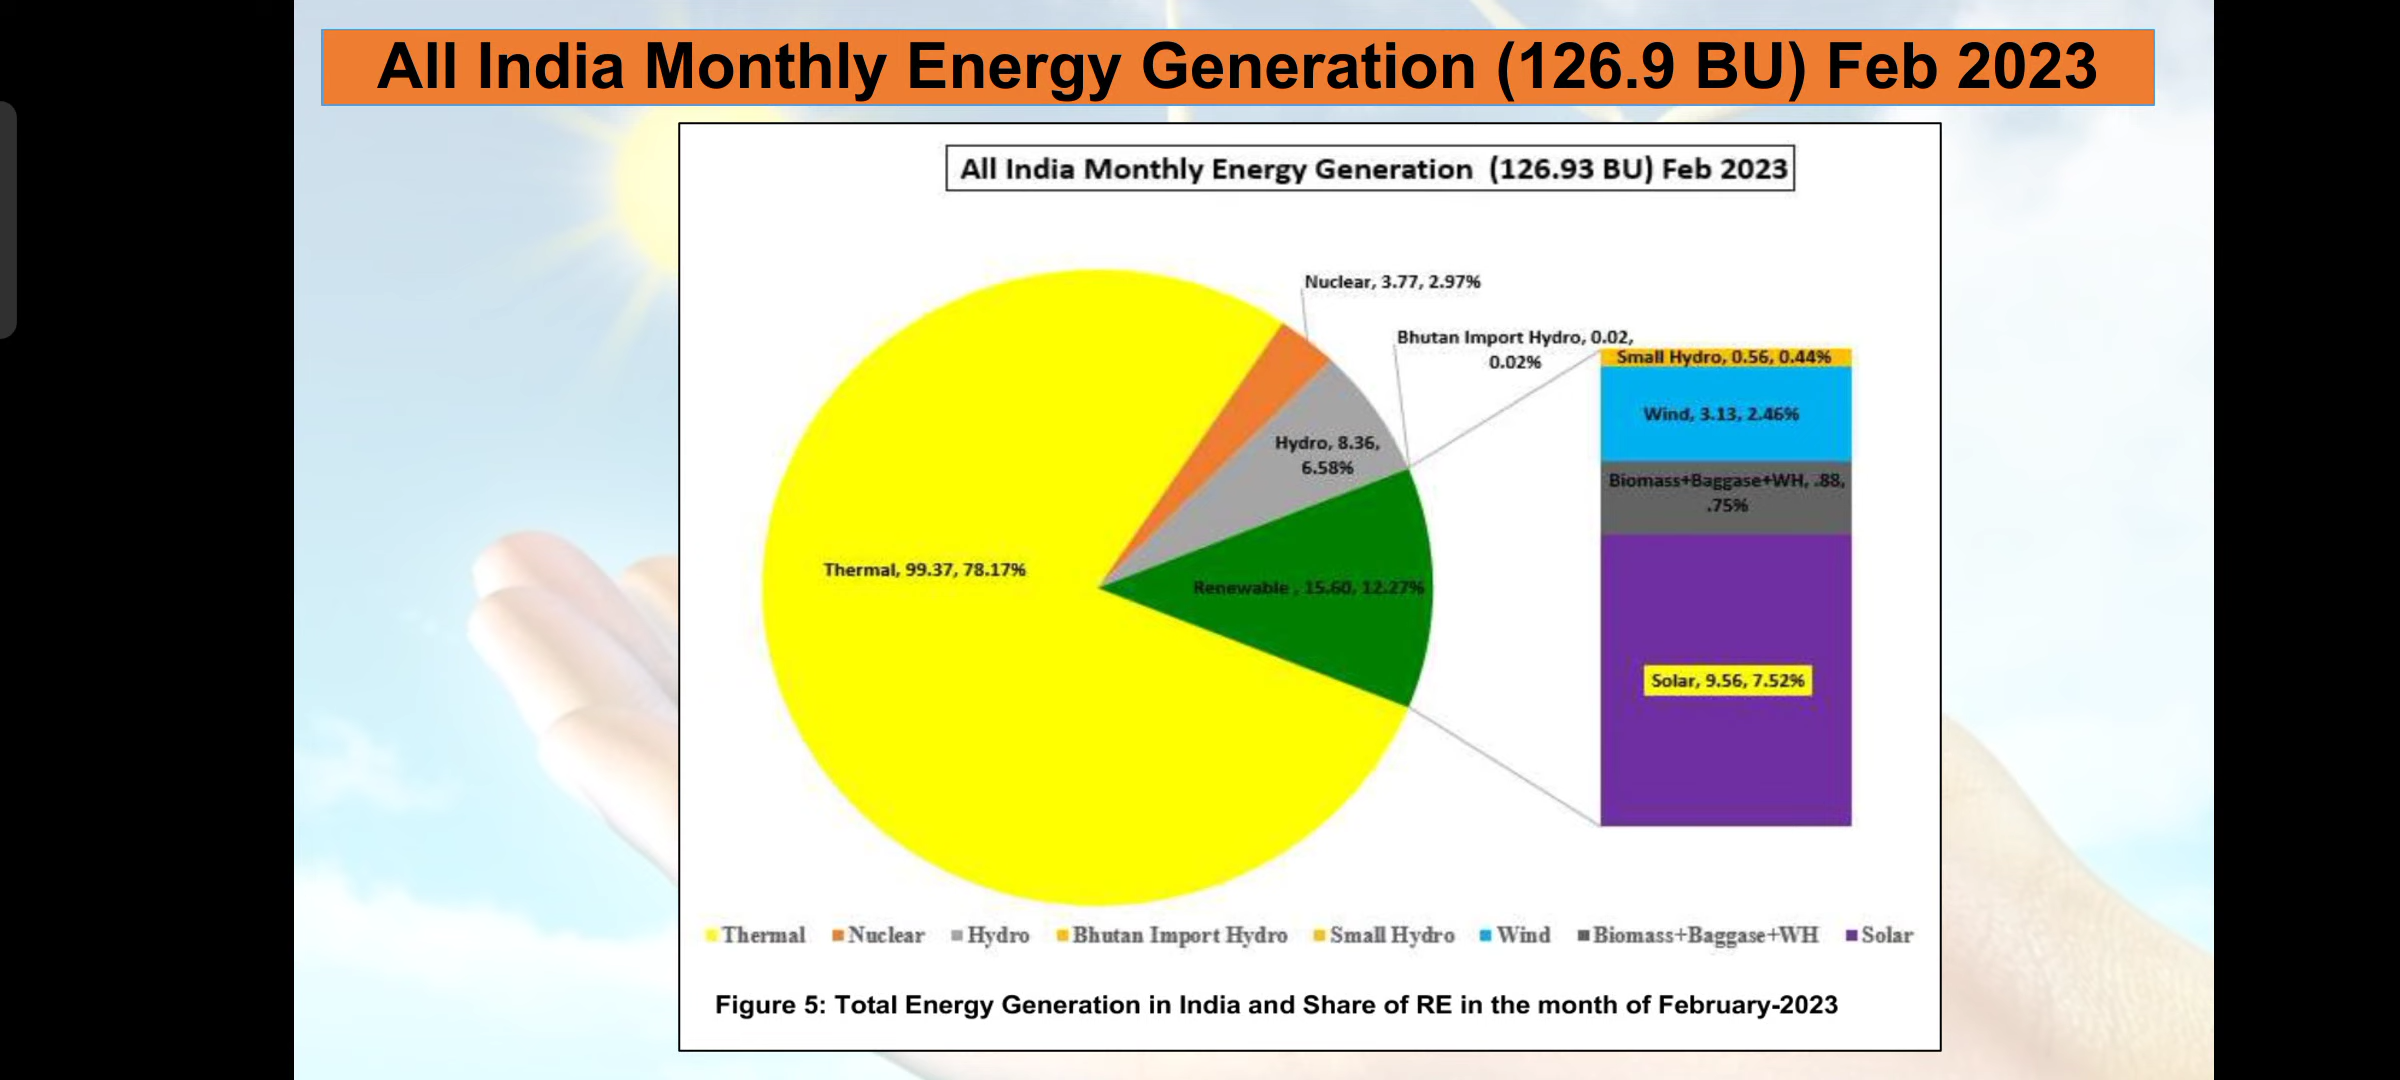 All India Monthly Energy Generation (126.9 BU) Feb 2023
All India Monthly Energy Generation (126.93 BU) Feb 2023
Nuclear, 3.77, 2.97%
Bhutan Import Hydro, 0.02,
0.02%
Small Hydro, 0.56, 0.44%
Wind, 3.13, 2.46%
Hydro, 8.36,
6.58%
Biomass+Baggase+WH, .88,
.75%
Thermal, 99.37, 78.17%
Renewable , 15.60, 12.27%
Solar, 9.56, 7.52%
Thermal Nuclear Hydro Bhutan Import Hydro Small Hydro Wind Biomass+Baggase+WH Solar
Figure 5: Total Energy Generation in India and Share of RE in the month of February-2023